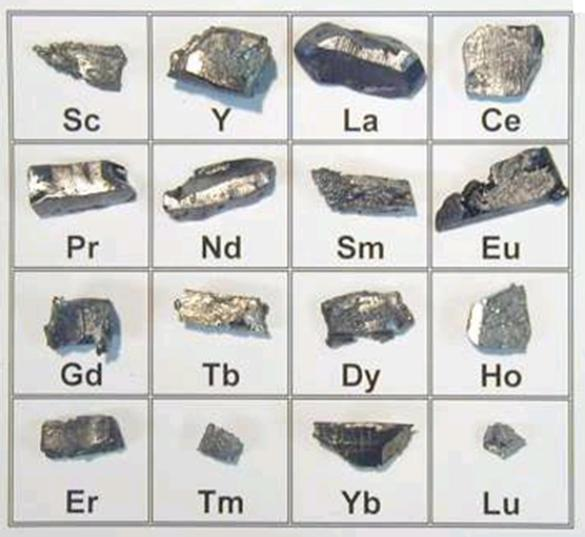 Sc Y La Ce
Pr Nd Sm Eu
Gd Tb Dy Ho
Er Tm Yb Lu